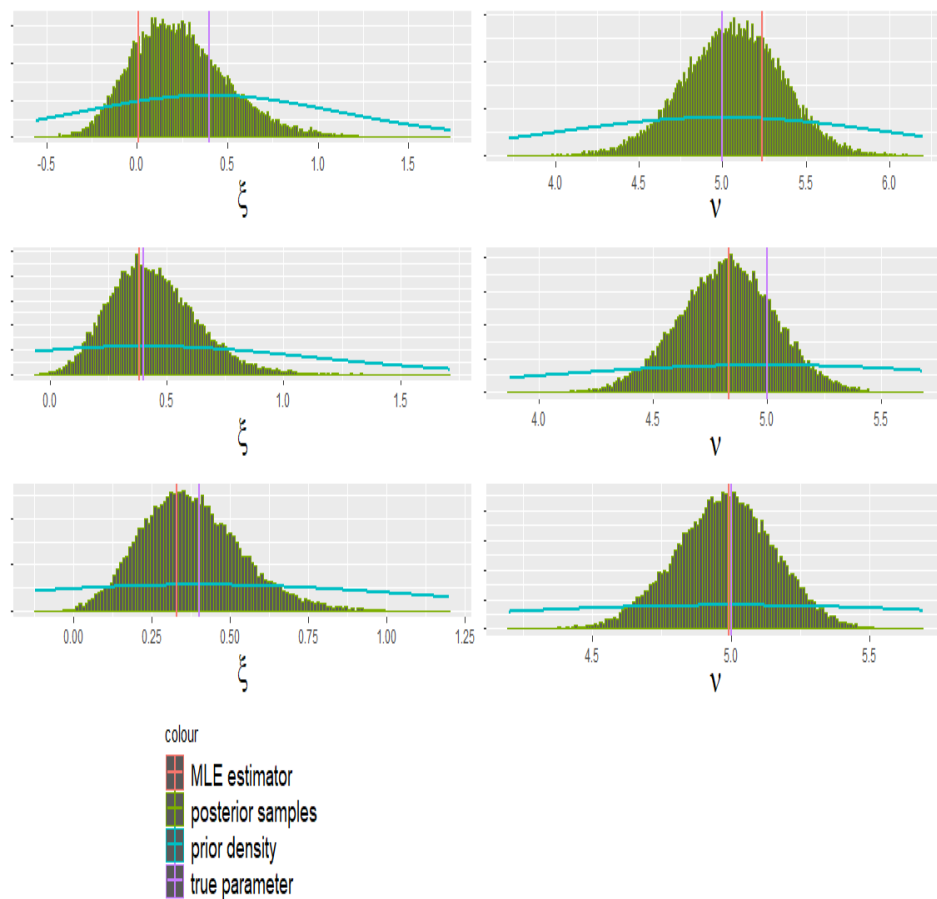 -0.5 0.0 0.5 1.0 1.5
ξ
4.0 4.5 5.0 5.5 6.0
ν
0.0 0.5 1.0 1.5
ξ
4.0 4.5 5.0 5.5
ν
0.00 0.25 0.50 0.75 1.00 1.25
ξ
4.5 5.0 5.5
ν
colour
MLE estimator
posterior samples
prior density
true parameter